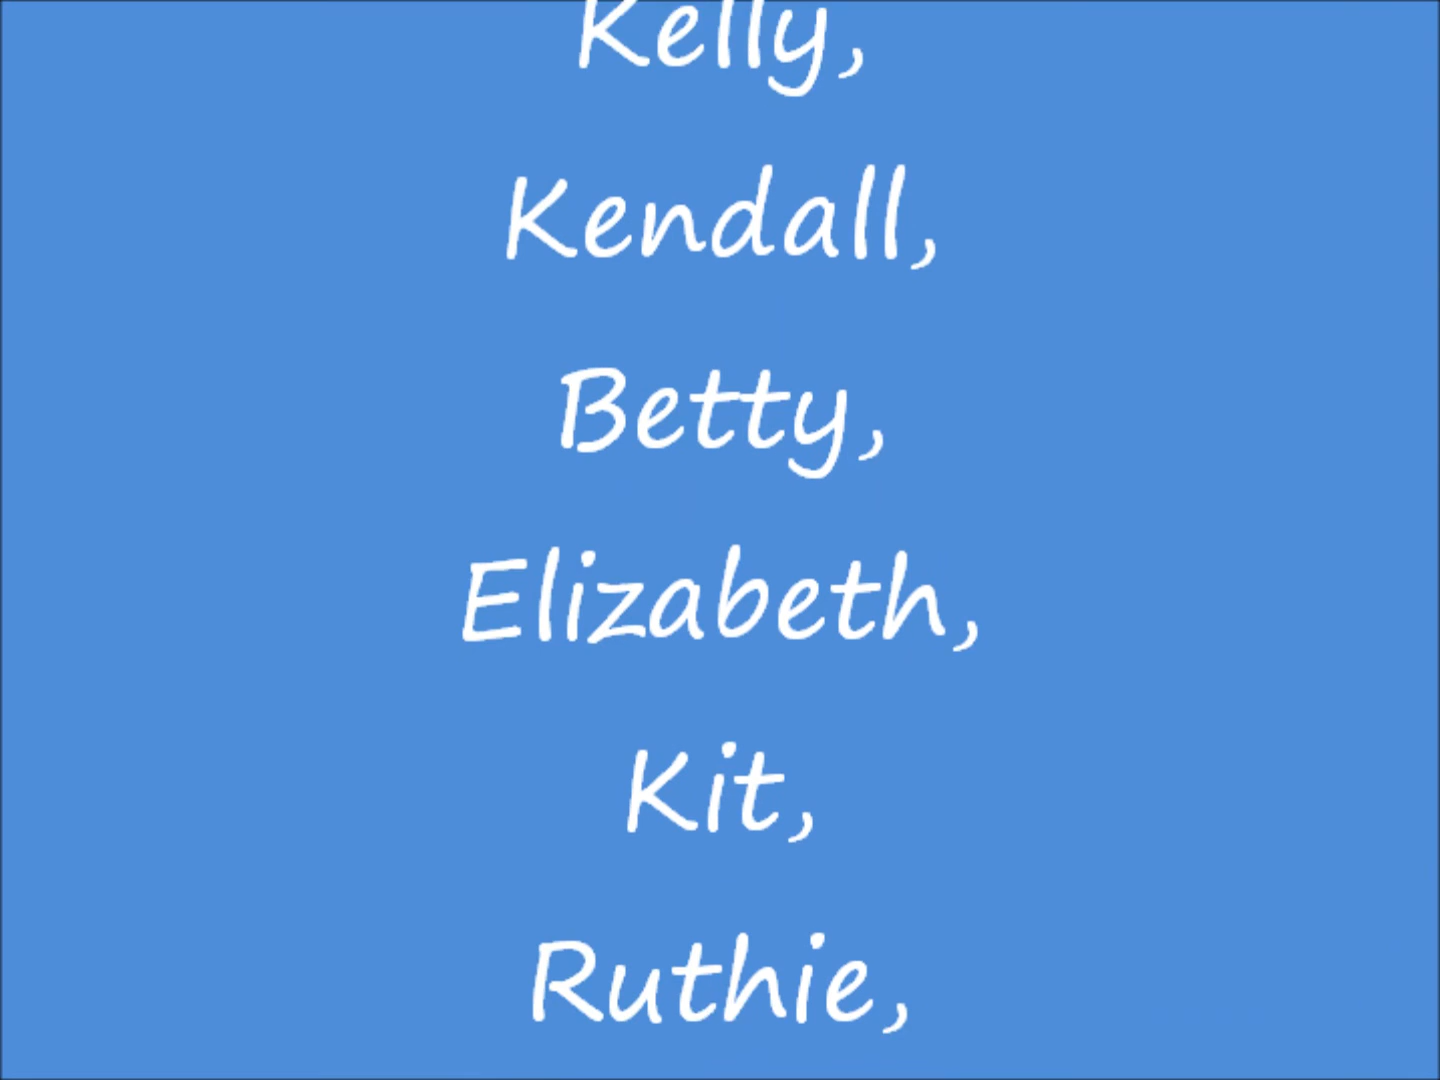 Kelly,
Kendall,
Betty,
Elizabeth,
Kit,
Ruthie,